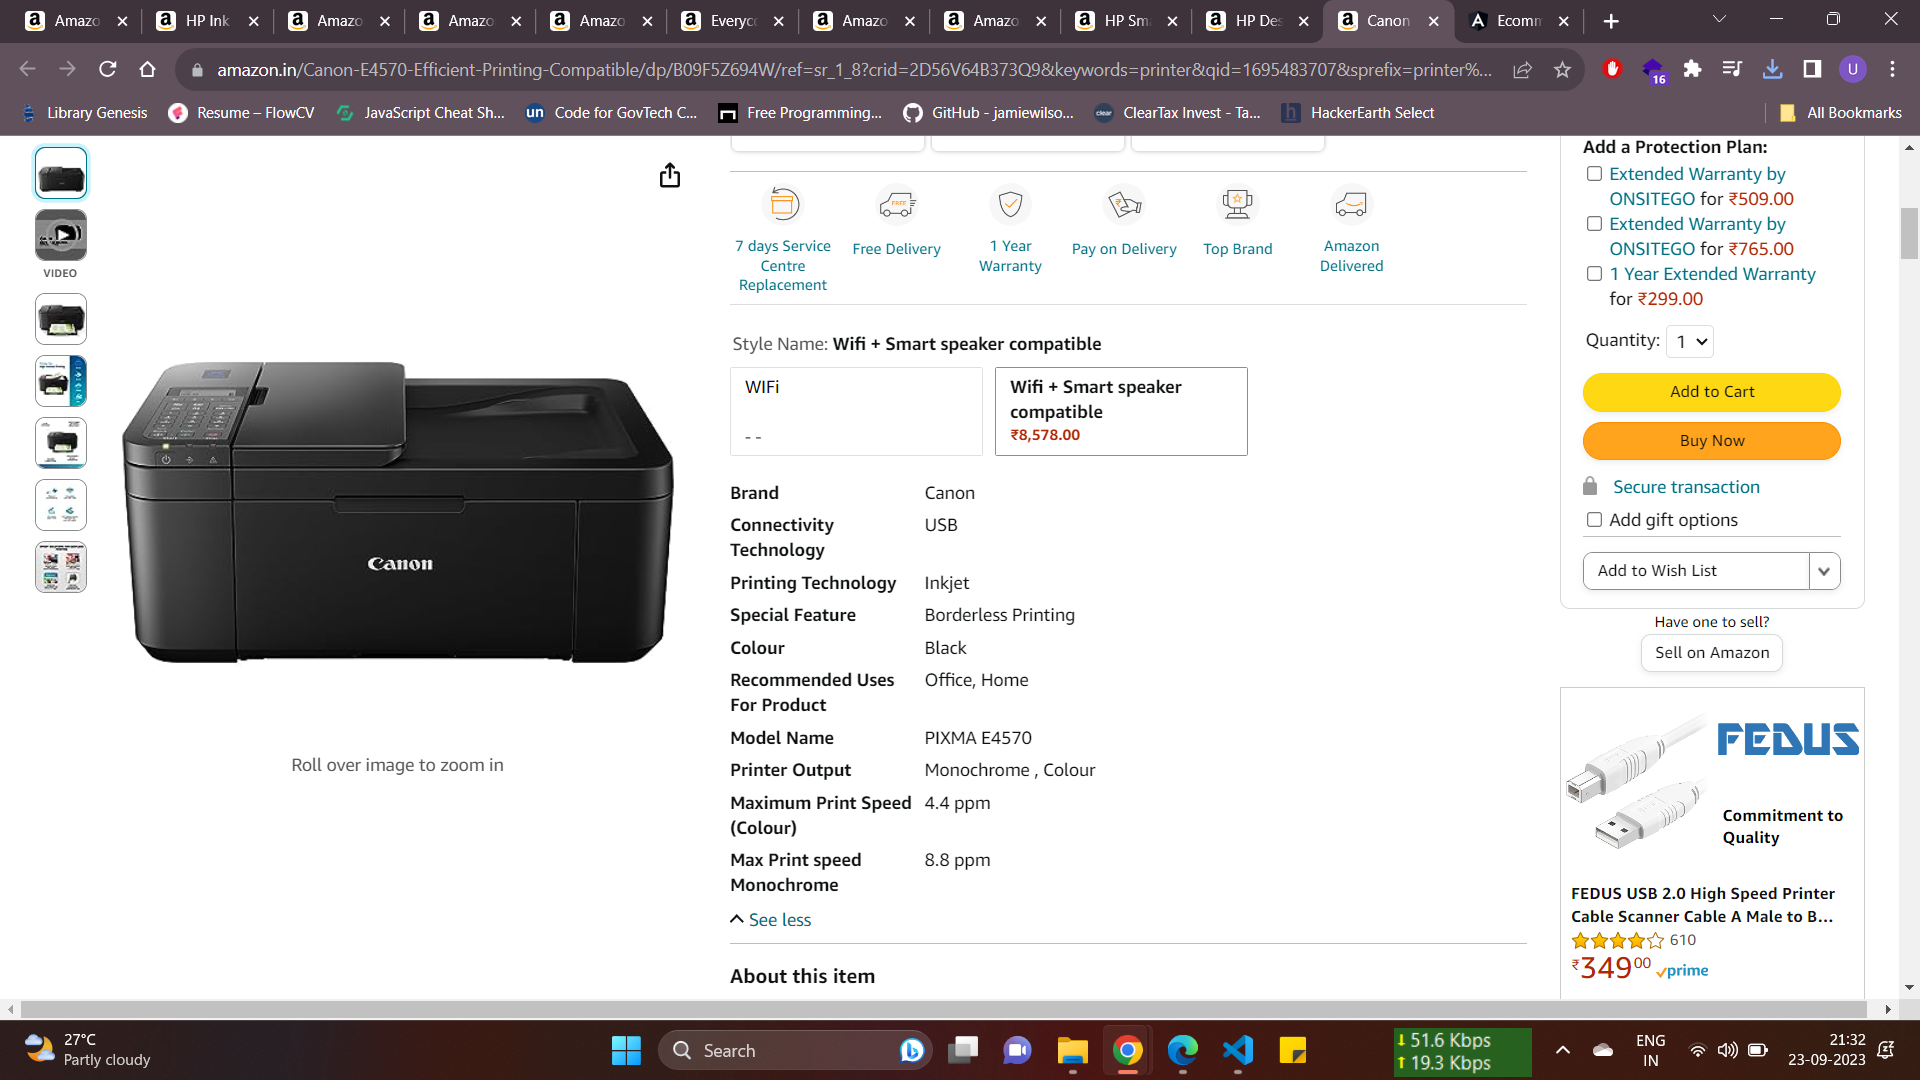 Amazo
HP Ink
Amazo
Amazo
Amazo
Everyco
Amazo
Amazo
HP Sma
HP Des
Canon
Ecomm
amazon.in/Canon-E4570-Efficient-Printing-Compatible/dp/B09F5Z694W/ref=sr_1_8?crid=2D56V64B373Q9&keywords=printer&qid=1695483707&sprefix=printer%...
16
U
Library Genesis
Resume – FlowCV
JavaScript Cheat Sh...
un
Code for GovTech C...
Free Programming...
GitHub - jamiewilso...
clear
ClearTax Invest - Ta...
h
HackerEarth Select
All Bookmarks
VIDEO
Canon
Roll over image to zoom in
FREE
7 days Service
Centre
Replacement
Free Delivery
1 Year
Warranty
Pay on Delivery
Top Brand
Amazon
Delivered
Style Name: Wifi + Smart speaker compatible
WIFi
- -
Wifi + Smart speaker
compatible
₹8,578.00
Brand Canon
Connectivity USB
Technology
Printing Technology Inkjet
Special Feature Borderless Printing
Colour Black
Recommended Uses Office, Home
For Product
Model Name PIXMA E4570
Printer Output Monochrome , Colour
Maximum Print Speed 4.4 ppm
(Colour)
Max Print speed 8.8 ppm
Monochrome
See less
About this item
Add a Protection Plan:
Extended Warranty by
ONSITEGO for ₹509.00
Extended Warranty by
ONSITEGO for ₹765.00
1 Year Extended Warranty
for ₹299.00
Quantity: 1
Add to Cart
Buy Now
Secure transaction
Add gift options
Add to Wish List
Have one to sell?
Sell on Amazon
FEDUS
Commitment to
Quality
FEDUS USB 2.0 High Speed Printer
Cable Scanner Cable A Male to B...
610
₹349 00 prime
27°C
Partly cloudy
Search
51.6 Kbps
19.3 Kbps
ENG
IN
21:32
23-09-2023